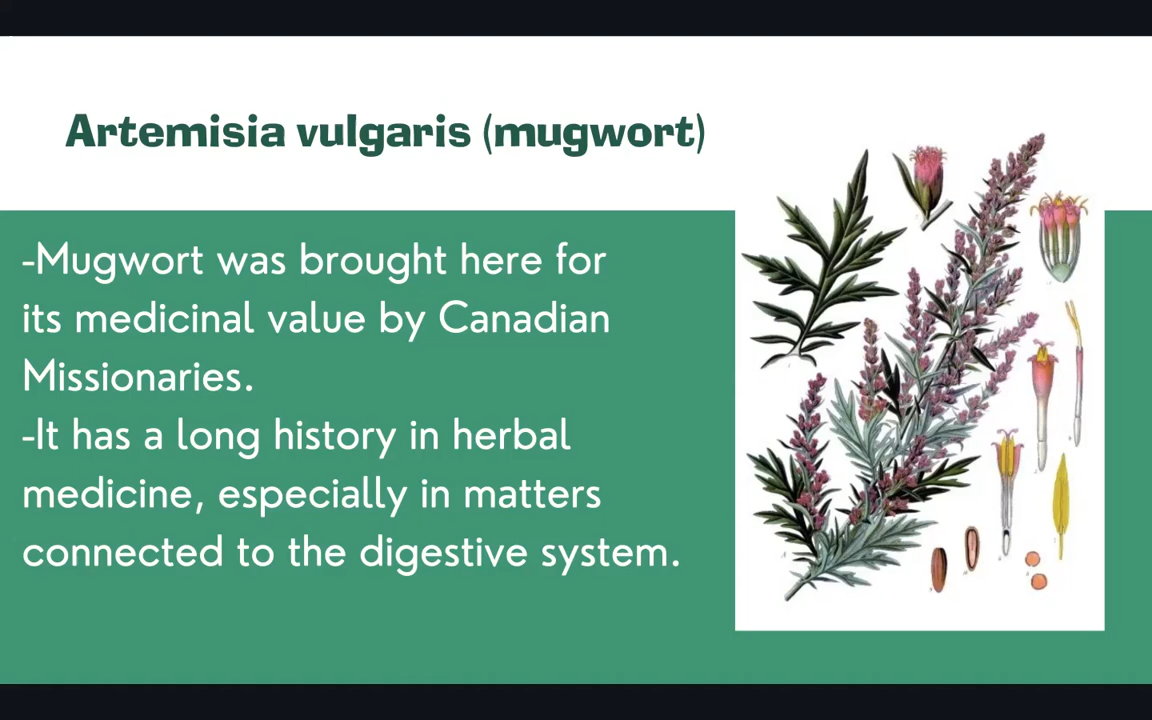 Artemisia vulgaris (mugwort)
-Mugwort was brought here for
its medicinal value by Canadian
Missionaries.
-It has a long history in herbal
medicine, especially in matters
connected to the digestive system.